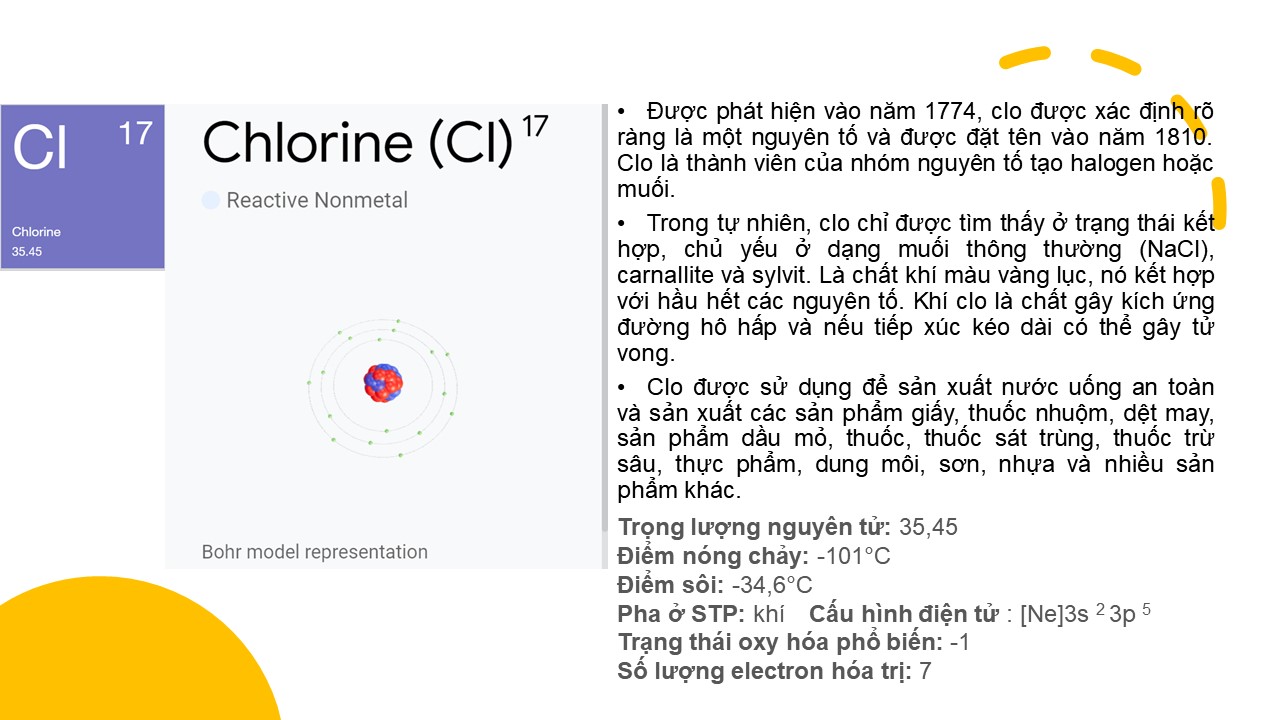 Cl 17
Chlorine
35.45
Chlorine (Cl) 17
Reactive Nonmetal
Bohr model representation
• Được phát hiện vào năm 1774, clo được xác định rõ
ràng là một nguyên tố và được đặt tên vào năm 1810.
Clo là thành viên của nhóm nguyên tố tạo halogen hoặc
muối.
• Trong tự nhiên, clo chỉ được tìm thấy ở trạng thái kết
hợp, chủ yếu ở dạng muối thông thường (NaCl),
carnallite và sylvit. Là chất khí màu vàng lục, nó kết hợp
với hầu hết các nguyên tố. Khí clo là chất gây kích ứng
đường hô hấp và nếu tiếp xúc kéo dài có thể gây tử
vong.
• Clo được sử dụng để sản xuất nước uống an toàn
và sản xuất các sản phẩm giấy, thuốc nhuộm, dệt may,
sản phẩm dầu mỏ, thuốc, thuốc sát trùng, thuốc trừ
sâu, thực phẩm, dung môi, sơn, nhựa và nhiều sản
phẩm khác.
Trọng lượng nguyên tử: 35,45
Điểm nóng chảy: -101°C
Điểm sôi: -34,6°C
Pha ở STP: khí Cấu hình điện tử : [Ne]3s 2 3p 5
Trạng thái oxy hóa phổ biến: -1
Số lượng electron hóa trị: 7